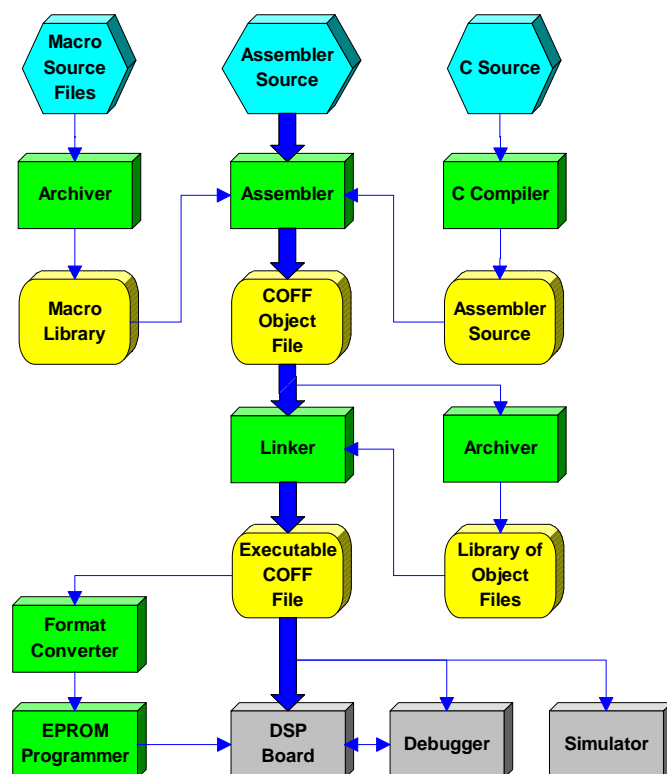 Macro
Source
Files
Assembler
Source
C Source
Archiver
Assembler
C Compiler
Macro
Library
COFF
Object
File
Assembler
Source
Linker
Archiver
Executable
COFF
File
Library of
Object
Files
Format
Converter
EPROM
Programmer
DSP
Board
Debugger
Simulator